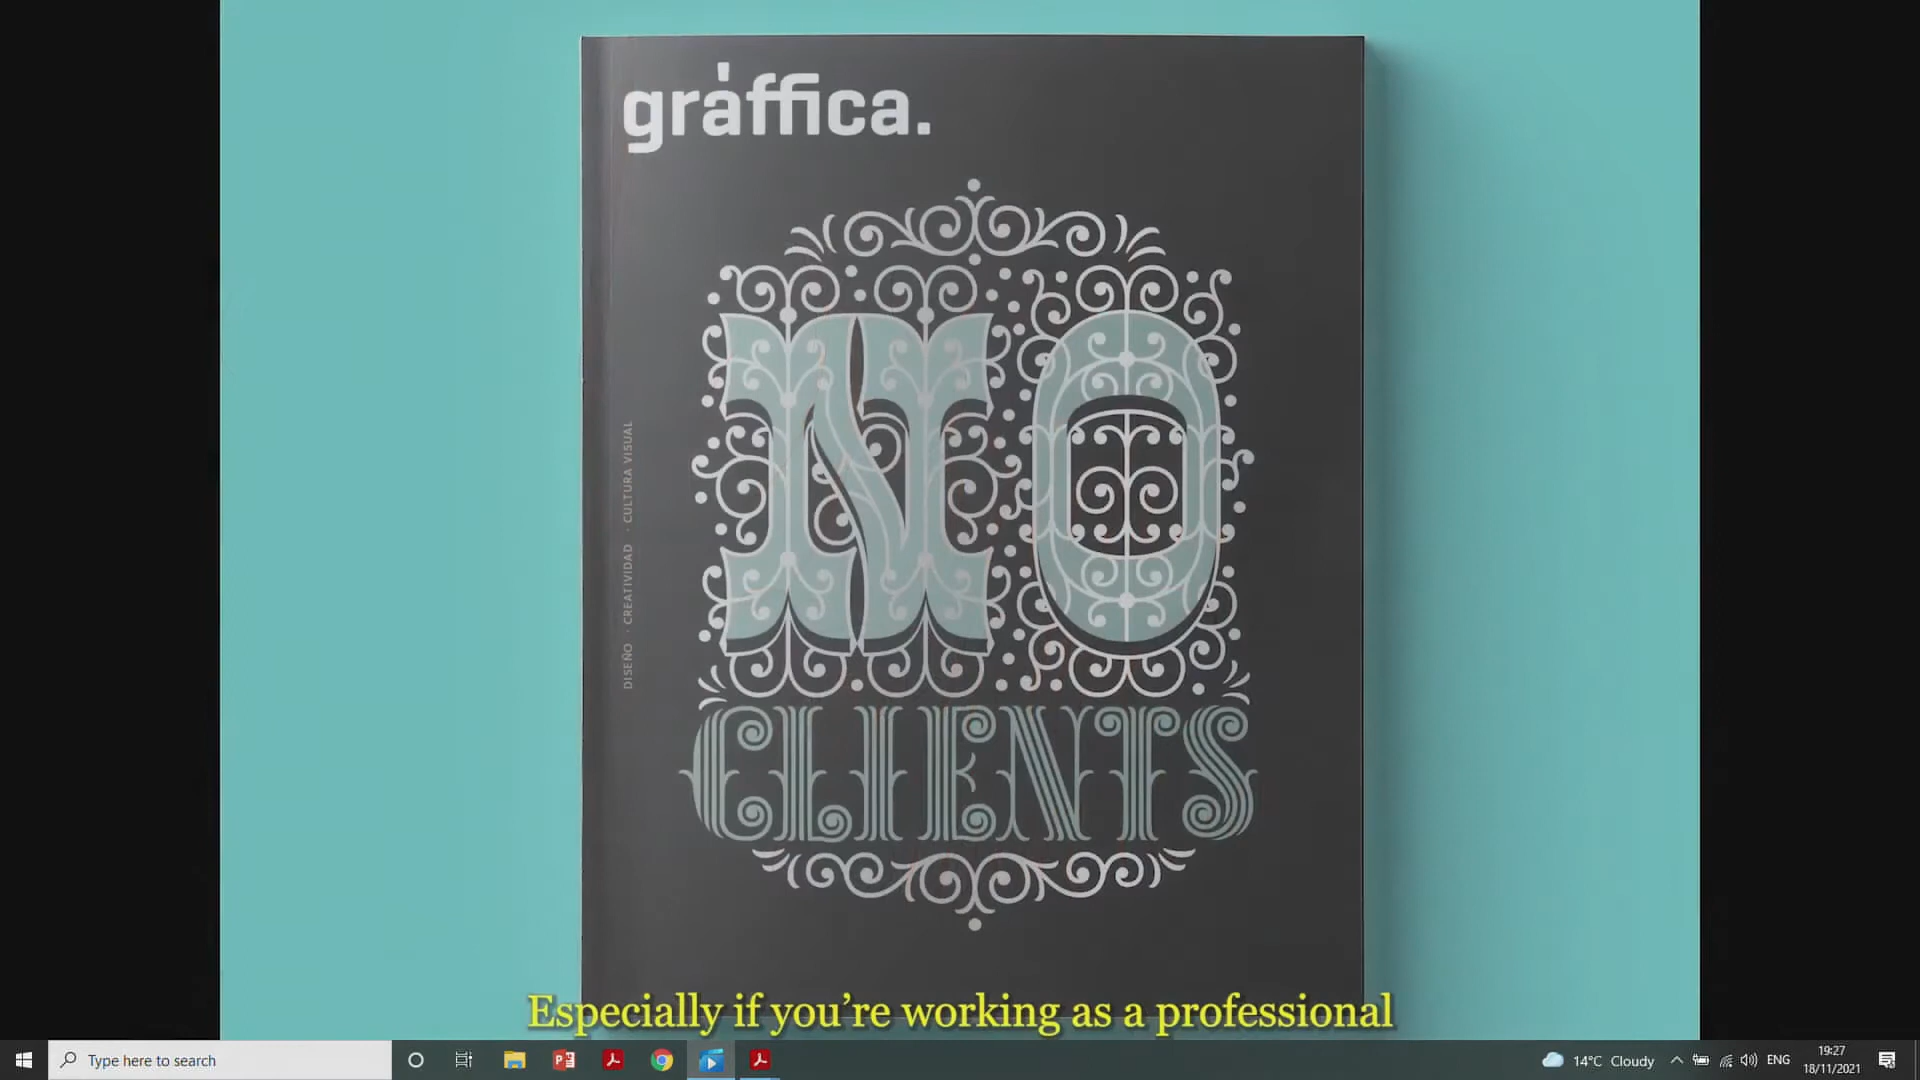 gràffica.
DISEÑO · CREATIVIDAD · CULTURA VISUAL
NO
CLIENTS
Especially if you're working as a professional
Type here to search
14°C Cloudy
ENG
19:27
18/11/2021